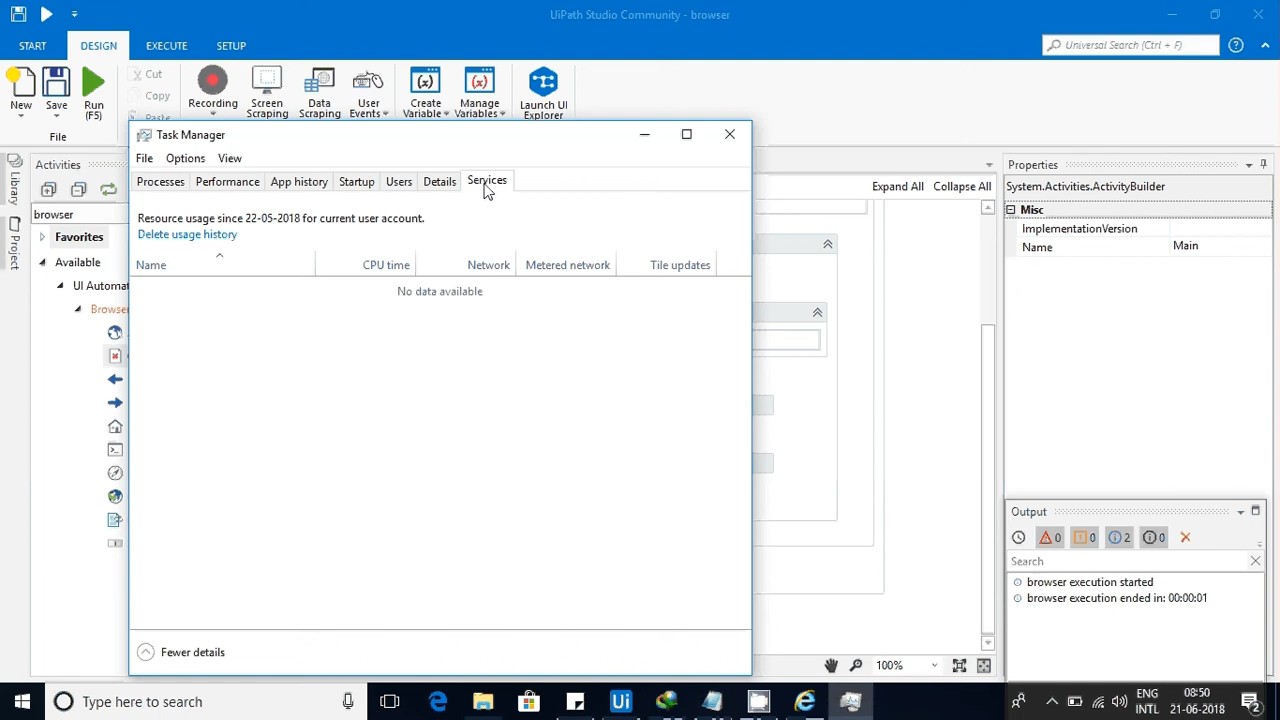 UiPath Studio Community - browser
START DESIGN EXECUTE SETUP
Universal Search (Ctrl + F)
New Save Run (F5)
Cut
Copy
Paste
Recording Screen Scraping Data Scraping User Events Create Variable Manage Variables Launch UI Explorer
File
Task Manager
File Options View
Processes Performance App history Startup Users Details Services
Resource usage since 22-05-2018 for current user account.
Delete usage history
Name CPU time Network Metered network Tile updates
No data available
Fewer details
Library
Project
Activities
browser
Favorites
Available
UI Automat
Browser
Expand All Collapse All
100%
Properties
System.Activities.ActivityBuilder
Misc
ImplementationVersion
Name Main
Output
0 0 2 0
Search
browser execution started
browser execution ended in: 00:00:01
Type here to search
Ui
ENG
INTL
08:50
21-06-2018
2